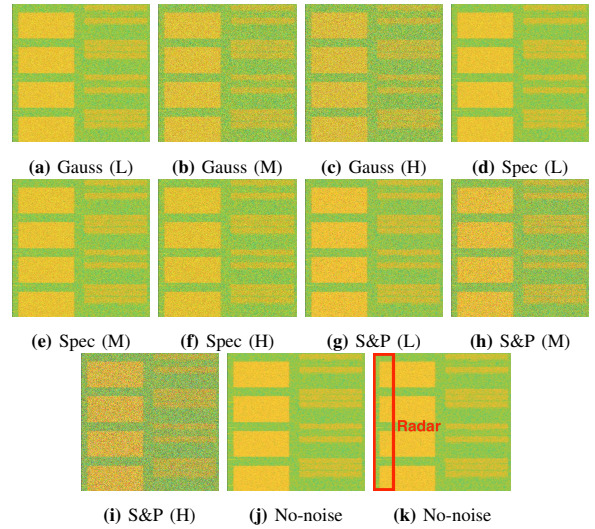 (a) Gauss (L) (b) Gauss (M) (c) Gauss (H) (d) Spec (L)
(e) Spec (M) (f) Spec (H) (g) S&P (L) (h) S&P (M)
Radar
(i) S&P (H) (j) No-noise (k) No-noise